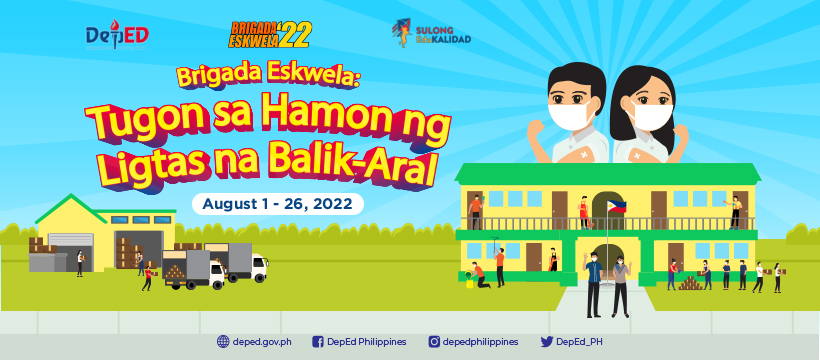 DepED
BRIGADA '22
ESKWELA
SULONG
EduKALIDAD
Brigada Eskwela:
Tugon sa Hamon ng
Ligtas na Balik-Aral
August 1 - 26, 2022
deped.gov.ph
DepEd Philippines
depedphilippines
DepEd_PH